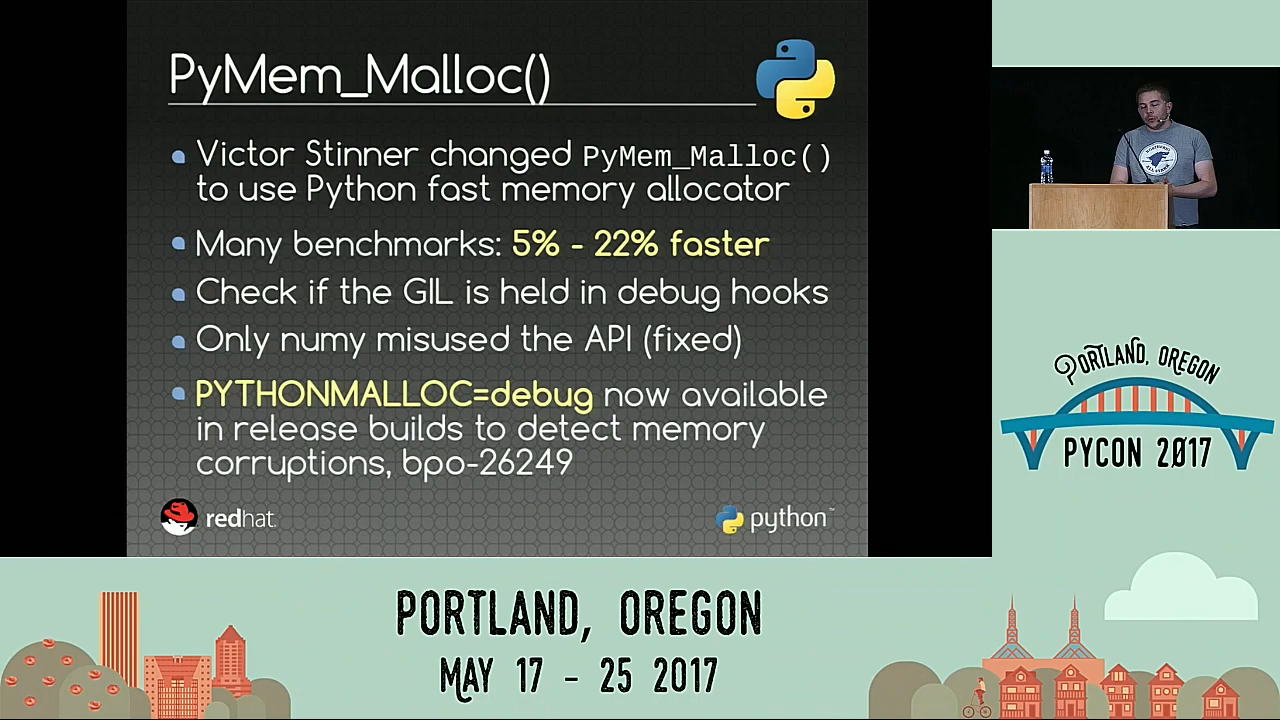 PyMem_Malloc()
Victor Stinner changed PyMem_Malloc()
to use Python fast memory allocator
Many benchmarks: 5% - 22% faster
Check if the GIL is held in debug hooks
Only numy misused the API (fixed)
PYTHONMALLOC=debug now available
in release builds to detect memory
corruptions, bpo-26249
redhat.
python™
PORTLAND, OREGON
PYCON 2017
PORTLAND, OREGON
MAY 17 - 25 2017